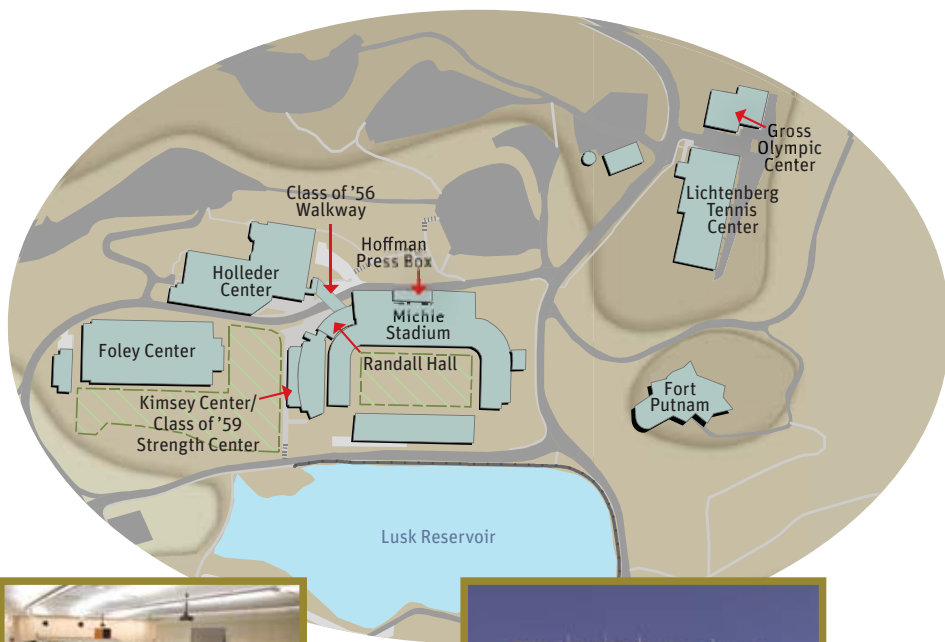 Gross
Olympic
Center
Class of '56
Walkway
Lichtenberg
Tennis
Center
Hoffman
Press Box
Holleder
Center
Michie
Stadium
Foley Center
Randall Hall
Fort
Putnam
Kimsey Center/
Class of '59
Strength Center
Lusk Reservoir